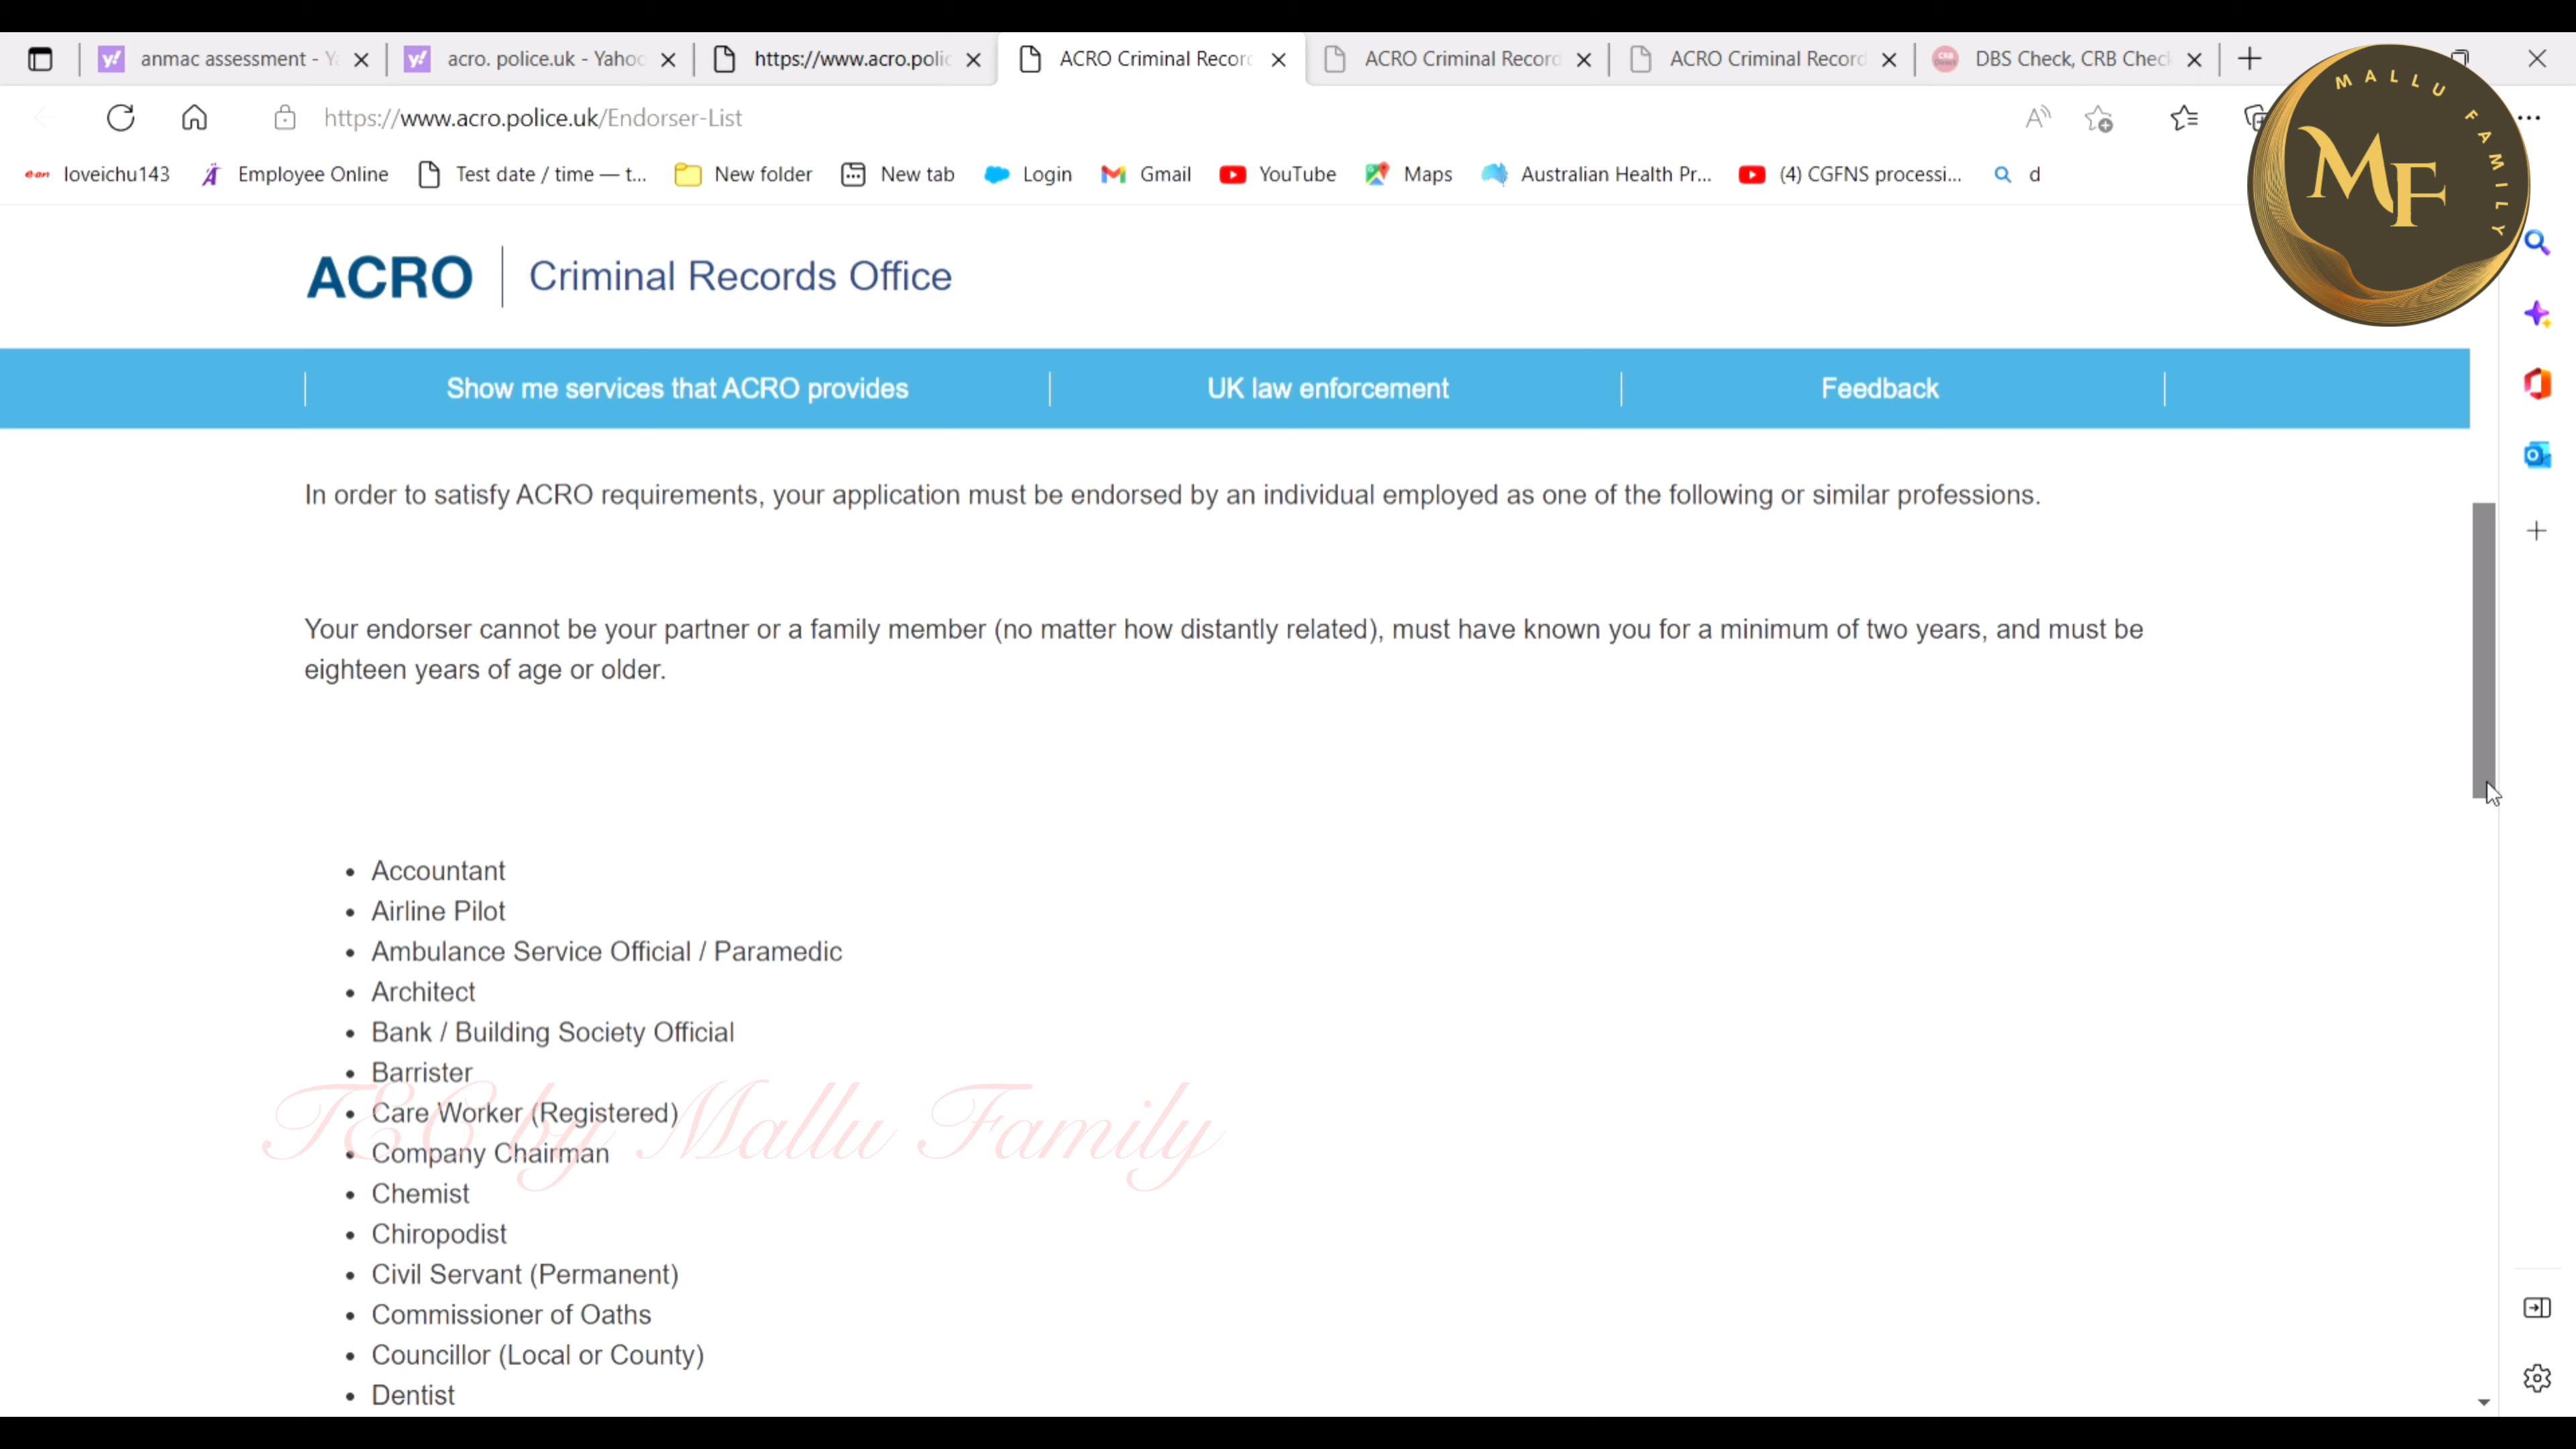 anmac assessment - Y
acro. police.uk - Yahoo
https://www.acro.polic
ACRO Criminal Record
ACRO Criminal Record
ACRO Criminal Record
DBS Check, CRB Check
https://www.acro.police.uk/Endorser-List
e·on loveichu143
Employee Online
Test date / time — t...
New folder
New tab
Login
Gmail
YouTube
Maps
Australian Health Pr...
(4) CGFNS processi...
d
MALLU FAMILY
MF
ACRO | Criminal Records Office
Show me services that ACRO provides
UK law enforcement
Feedback
In order to satisfy ACRO requirements, your application must be endorsed by an individual employed as one of the following or similar professions.
Your endorser cannot be your partner or a family member (no matter how distantly related), must have known you for a minimum of two years, and must be
eighteen years of age or older.
• Accountant
• Airline Pilot
• Ambulance Service Official / Paramedic
• Architect
• Bank / Building Society Official
• Barrister
• Care Worker (Registered)
TEC by Mallu Family
• Company Chairman
• Chemist
• Chiropodist
• Civil Servant (Permanent)
• Commissioner of Oaths
• Councillor (Local or County)
• Dentist